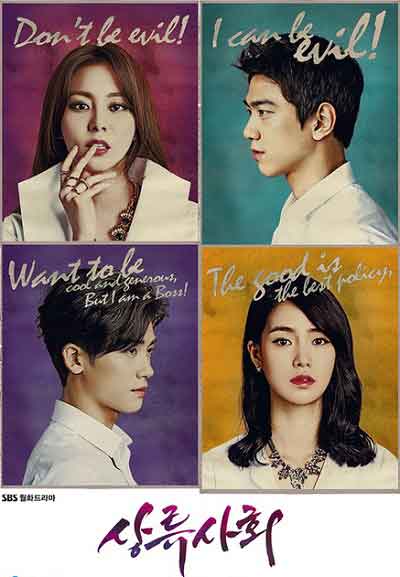 Don't be evil!
I can be
evil!
Want to be
cool and generous,
But I am a Boss!
The good is
the best policy,
SBS 월화드라마
상류사회